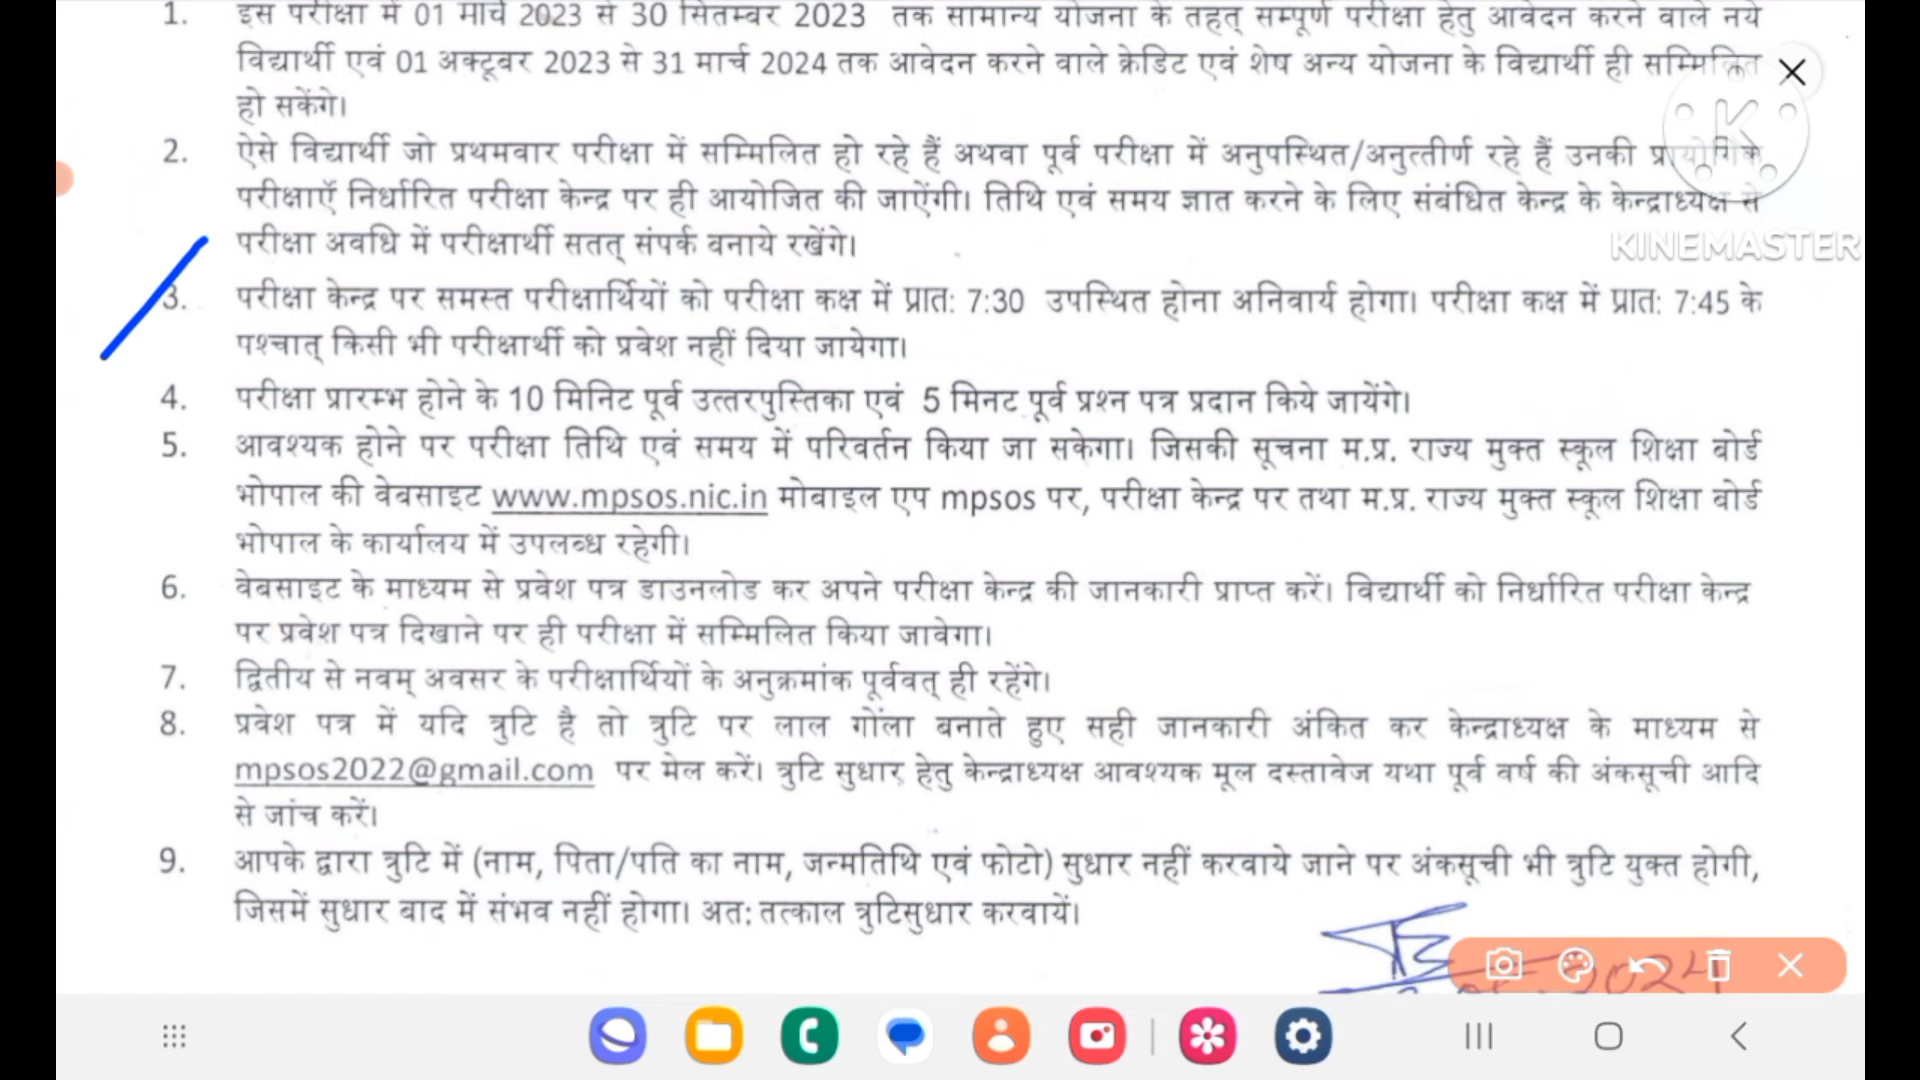 1. इस परीक्षा में 01 मार्च 2023 से 30 सितम्बर 2023 तक सामान्य योजना के तहत् सम्पूर्ण परीक्षा हेतु आवेदन करने वाले नये
विद्यार्थी एवं 01 अक्टूबर 2023 से 31 मार्च 2024 तक आवेदन करने वाले क्रेडिट एवं शेष अन्य योजना के विद्यार्थी ही सम्मिलित
हो सकेंगे।
2. ऐसे विद्यार्थी जो प्रथमवार परीक्षा में सम्मिलित हो रहे हैं अथवा पूर्व परीक्षा में अनुपस्थित/अनुत्तीर्ण रहे हैं उनकी प्रायोगिक
परीक्षाऍ निर्धारित परीक्षा केन्द्र पर ही आयोजित की जाऐंगी। तिथि एवं समय ज्ञात करने के लिए संबंधित केन्द्र के केन्द्राध्यक्ष से
परीक्षा अवधि में परीक्षार्थी सतत् संपर्क बनाये रखेंगे।
3. परीक्षा केन्द्र पर समस्त परीक्षार्थियों को परीक्षा कक्ष में प्रात: 7:30 उपस्थित होना अनिवार्य होगा। परीक्षा कक्ष में प्रात: 7:45 के
पश्चात् किसी भी परीक्षार्थी को प्रवेश नहीं दिया जायेगा।
4. परीक्षा प्रारम्भ होने के 10 मिनिट पूर्व उत्तरपुस्तिका एवं 5 मिनट पूर्व प्रश्न पत्र प्रदान किये जायेंगे।
5. आवश्यक होने पर परीक्षा तिथि एवं समय में परिवर्तन किया जा सकेगा। जिसकी सूचना म.प्र. राज्य मुक्त स्कूल शिक्षा बोर्ड
भोपाल की वेबसाइट www.mpsos.nic.in मोबाइल एप mpsos पर, परीक्षा केन्द्र पर तथा म.प्र. राज्य मुक्त स्कूल शिक्षा बोर्ड
भोपाल के कार्यालय में उपलब्ध रहेगी।
6. वेबसाइट के माध्यम से प्रवेश पत्र डाउनलोड कर अपने परीक्षा केन्द्र की जानकारी प्राप्त करें। विद्यार्थी को निर्धारित परीक्षा केन्द्र
पर प्रवेश पत्र दिखाने पर ही परीक्षा में सम्मिलित किया जावेगा।
7. द्वितीय से नवम् अवसर के परीक्षार्थियों के अनुक्रमांक पूर्ववत् ही रहेंगे।
8. प्रवेश पत्र में यदि त्रुटि है तो त्रुटि पर लाल गोंला बनाते हुए सही जानकारी अंकित कर केन्द्राध्यक्ष के माध्यम से
mpsos2022@gmail.com पर मेल करें। त्रुटि सुधार हेतु केन्द्राध्यक्ष आवश्यक मूल दस्तावेज यथा पूर्व वर्ष की अंकसूची आदि
से जांच करें।
9. आपके द्वारा त्रुटि में (नाम, पिता/पति का नाम, जन्मतिथि एवं फोटो) सुधार नहीं करवाये जाने पर अंकसूची भी त्रुटि युक्त होगी,
जिसमें सुधार बाद में संभव नहीं होगा। अत: तत्काल त्रुटिसुधार करवायें।
K
KINEMASTER
2024